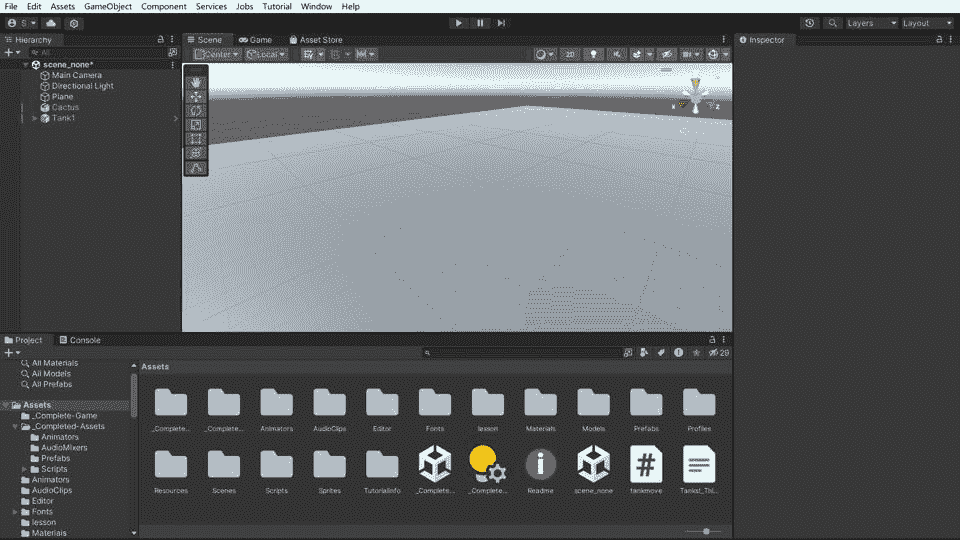 File Edit Assets GameObject Component Services Jobs Tutorial Window Help
S Layers Layout
Hierarchy Scene Game Asset Store Inspector
All Center Local 2D
scene_none*
Main Camera
Directional Light
Plane
Cactus
Tank1
x z
Project Console
29
All Materials
All Models
All Prefabs
Assets
_Complete-Game
_Completed-Assets
Animators
AudioMixers
Prefabs
Scripts
Animators
AudioClips
Editor
Fonts
lesson
Materials
Assets
_Complete... _Complete... Animators AudioClips Editor Fonts lesson Materials Models Prefabs Profiles
Resources Scenes Scripts Sprites TutorialInfo _Complete... _Complete... Readme scene_none tankmove Tanks!_Thi...